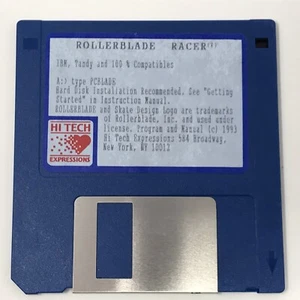 ROLLERBLADE RACER
IBM, Tandy and 100 % Compatibles
A:> type PCBLADE
Hard Disk Installation Recommended. See "Getting
Started" in Instruction Manual.
ROLLERBLADE and Skate Design Logo are trademarks
of Rollerblade, Inc. and used under
license. Program and Manual (c) 1993
Hi Tech Expressions 584 Broadway,
New York, NY 10012
HI TECH
EXPRESSIONS